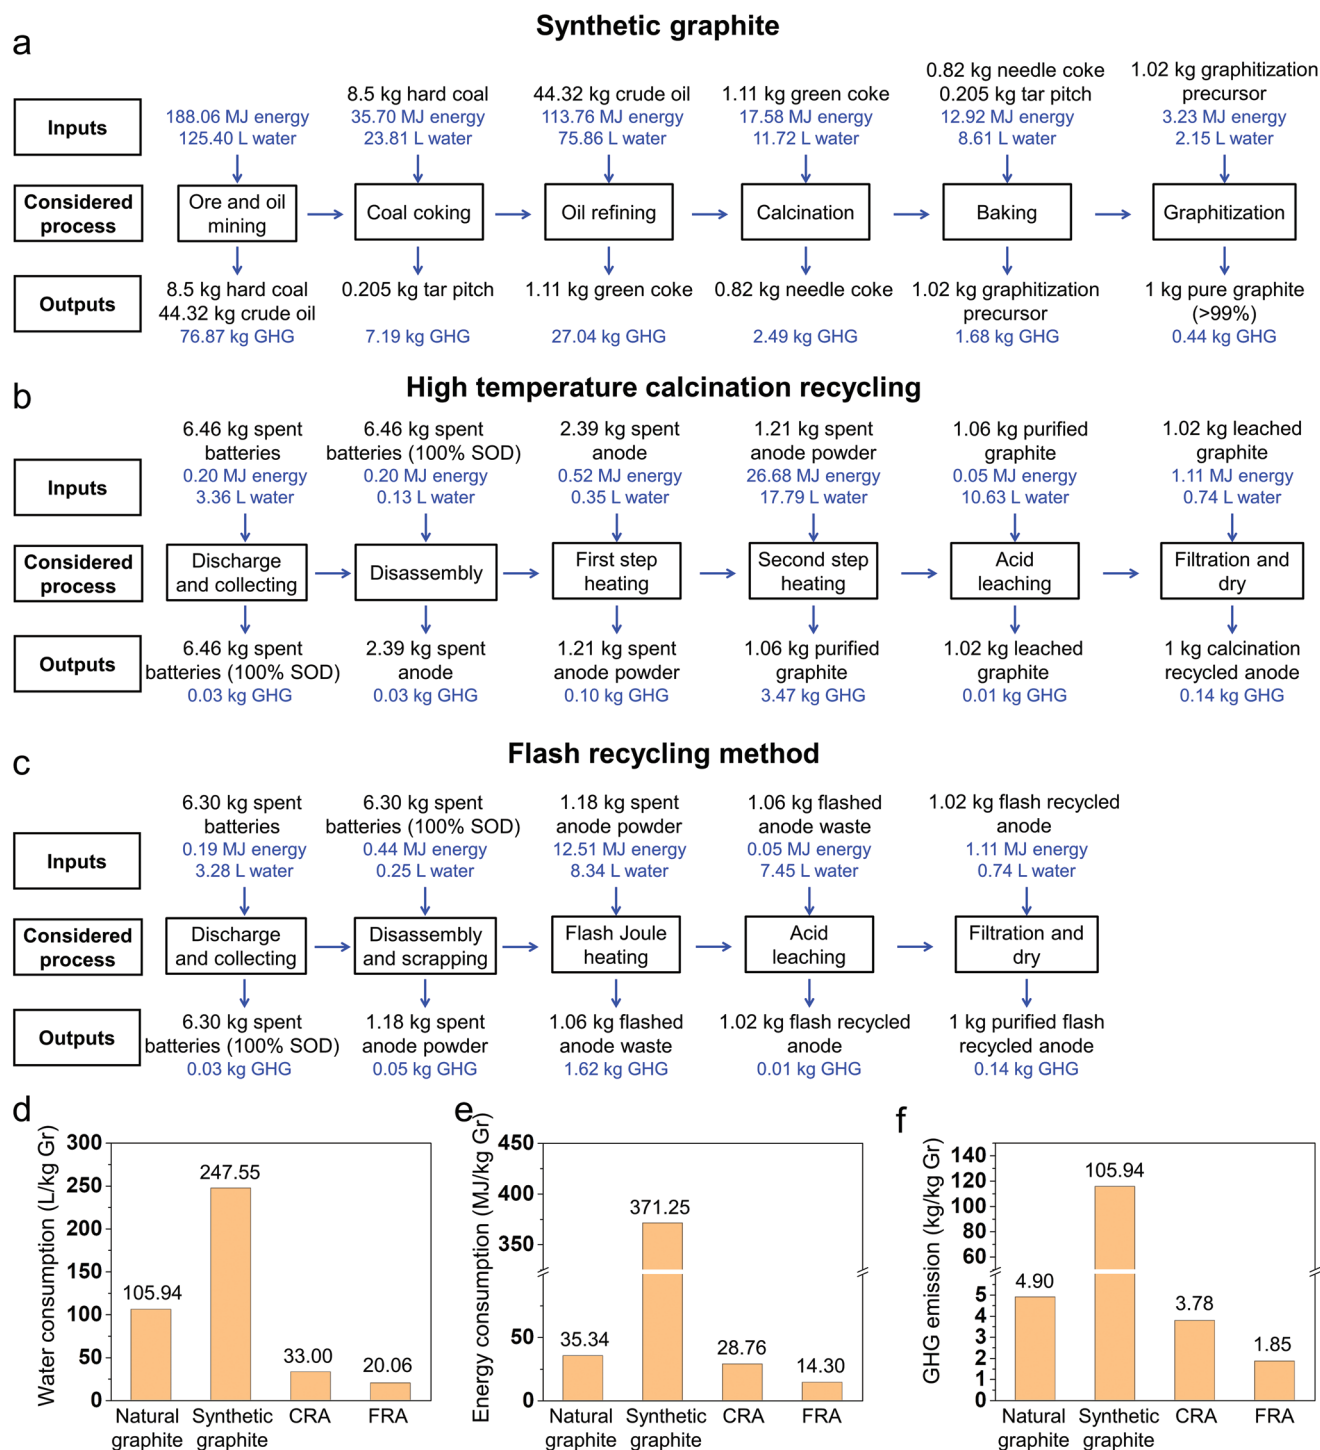 a
Synthetic graphite
Inputs
188.06 MJ energy
125.40 L water
8.5 kg hard coal
35.70 MJ energy
23.81 L water
44.32 kg crude oil
113.76 MJ energy
75.86 L water
1.11 kg green coke
17.58 MJ energy
11.72 L water
0.82 kg needle coke
0.205 kg tar pitch
12.92 MJ energy
8.61 L water
1.02 kg graphitization
precursor
3.23 MJ energy
2.15 L water
Considered
process
Ore and oil
mining
Coal coking
Oil refining
Calcination
Baking
Graphitization
Outputs
8.5 kg hard coal
44.32 kg crude oil
76.87 kg GHG
0.205 kg tar pitch
7.19 kg GHG
1.11 kg green coke
27.04 kg GHG
0.82 kg needle coke
2.49 kg GHG
1.02 kg graphitization
precursor
1.68 kg GHG
1 kg pure graphite
(>99%)
0.44 kg GHG
b
High temperature calcination recycling
Inputs
6.46 kg spent
batteries
0.20 MJ energy
3.36 L water
6.46 kg spent
batteries (100% SOD)
0.20 MJ energy
0.13 L water
2.39 kg spent
anode
0.52 MJ energy
0.35 L water
1.21 kg spent
anode powder
26.68 MJ energy
17.79 L water
1.06 kg purified
graphite
0.05 MJ energy
10.63 L water
1.02 kg leached
graphite
1.11 MJ energy
0.74 L water
Considered
process
Discharge
and collecting
Disassembly
First step
heating
Second step
heating
Acid
leaching
Filtration and
dry
Outputs
6.46 kg spent
batteries (100% SOD)
0.03 kg GHG
2.39 kg spent
anode
0.03 kg GHG
1.21 kg spent
anode powder
0.10 kg GHG
1.06 kg purified
graphite
3.47 kg GHG
1.02 kg leached
graphite
0.01 kg GHG
1 kg calcination
recycled anode
0.14 kg GHG
c
Flash recycling method
Inputs
6.30 kg spent
batteries
0.19 MJ energy
3.28 L water
6.30 kg spent
batteries (100% SOD)
0.44 MJ energy
0.25 L water
1.18 kg spent
anode powder
12.51 MJ energy
8.34 L water
1.06 kg flashed
anode waste
0.05 MJ energy
7.45 L water
1.02 kg flash recycled
anode
1.11 MJ energy
0.74 L water
Considered
process
Discharge
and collecting
Disassembly
and scrapping
Flash Joule
heating
Acid
leaching
Filtration and
dry
Outputs
6.30 kg spent
batteries (100% SOD)
0.03 kg GHG
1.18 kg spent
anode powder
0.05 kg GHG
1.06 kg flashed
anode waste
1.62 kg GHG
1.02 kg flash recycled
anode
0.01 kg GHG
1 kg purified flash
recycled anode
0.14 kg GHG
d
Water consumption (L/kg Gr)
300
250
200
150
100
50
0
105.94
247.55
33.00
20.06
Natural
graphite
Synthetic
graphite
CRA
FRA
e
Energy consumption (MJ/kg Gr)
450
400
350
50
0
35.34
371.25
28.76
14.30
Natural
graphite
Synthetic
graphite
CRA
FRA
f
GHG emission (kg/kg Gr)
140
120
100
80
60
5
4
3
2
1
0
4.90
105.94
3.78
1.85
Natural
graphite
Synthetic
graphite
CRA
FRA